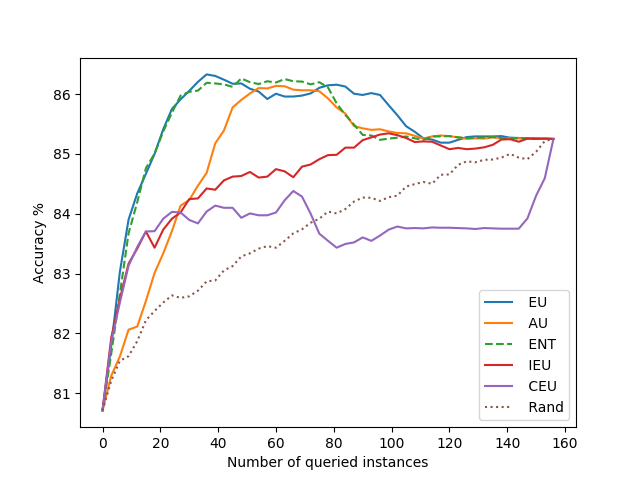 86
85
84
83
82
81
Accuracy %
0 20 40 60 80 100 120 140 160
Number of queried instances
EU
AU
ENT
IEU
CEU
Rand